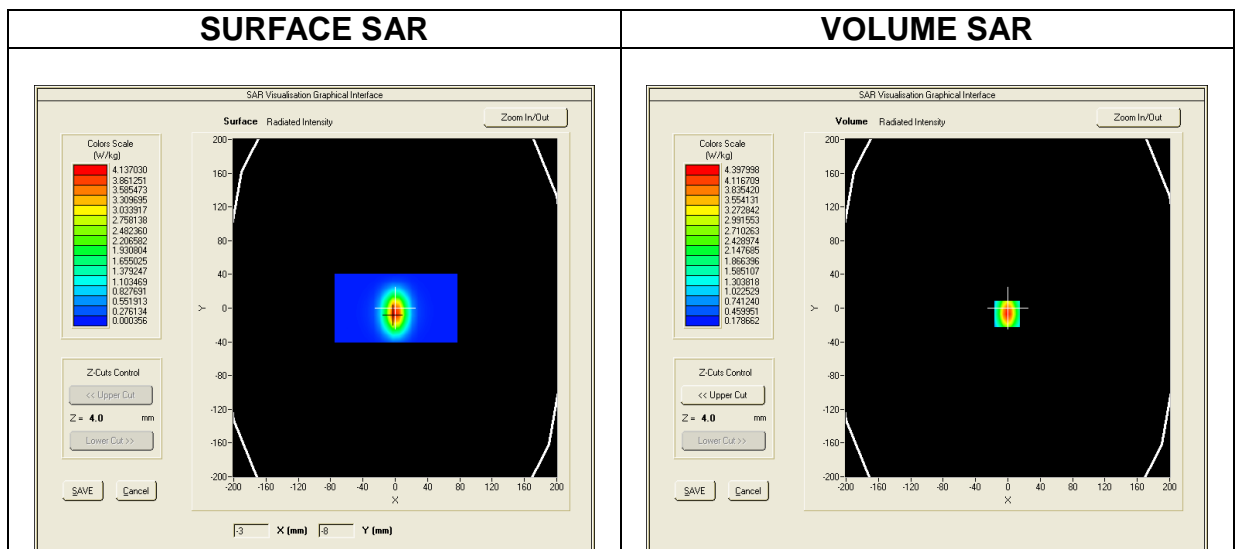 SURFACE SAR
VOLUME SAR
SAR Visualisation Graphical Interface
Surface Radiated Intensity
Zoom In/Out
Colors Scale
(W/kg)
4.137030
3.861251
3.585473
3.309695
3.033917
2.758138
2.482360
2.206582
1.930804
1.655025
1.379247
1.103469
0.827691
0.551913
0.276134
0.000356
Z-Cuts Control
<< Upper Cut
Z = 4.0 mm
Lower Cut >>
SAVE Cancel
200
160
120
80
40
0
-40
-80
-120
-160
-200
Y
-200 -160 -120 -80 -40 0 40 80 120 160 200
X
-3 X (mm) -8 Y (mm)
SAR Visualisation Graphical Interface
Volume Radiated Intensity
Zoom In/Out
Colors Scale
(W/kg)
4.397998
4.116709
3.835420
3.554131
3.272842
2.991553
2.710263
2.428974
2.147685
1.866396
1.585107
1.303818
1.022529
0.741240
0.459951
0.178662
Z-Cuts Control
<< Upper Cut
Z = 4.0 mm
Lower Cut >>
SAVE Cancel
200
160
120
80
40
0
-40
-80
-120
-160
-200
Y
-200 -160 -120 -80 -40 0 40 80 120 160 200
X